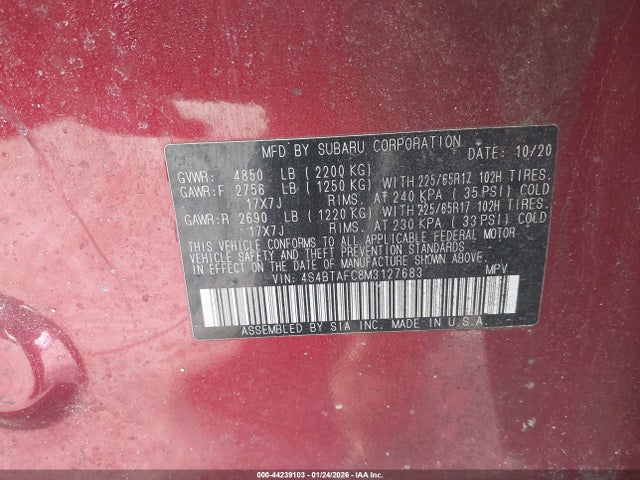 MFD BY SUBARU CORPORATION
DATE: 10/20
GVWR: 4850 LB (2200 KG)
GAWR:F 2756 LB (1250 KG) WITH 225/65R17 102H TIRES.
17X7J RIMS. AT 240 KPA (35 PSI) COLD
GAWR:R 2690 LB (1220 KG) WITH 225/65R17 102H TIRES.
17X7J RIMS. AT 230 KPA (33 PSI) COLD
THIS VEHICLE CONFORMS TO ALL APPLICABLE FEDERAL MOTOR
VEHICLE SAFETY AND THEFT PREVENTION STANDARDS
IN EFFECT ON THE DATE OF MANUFACTURE SHOWN ABOVE.
VIN: 4S4BTAFC8M3127683 MPV
ASSEMBLED BY SIA INC. MADE IN U.S.A.
000-44239103 - 01/24/2026 - IAA Inc.